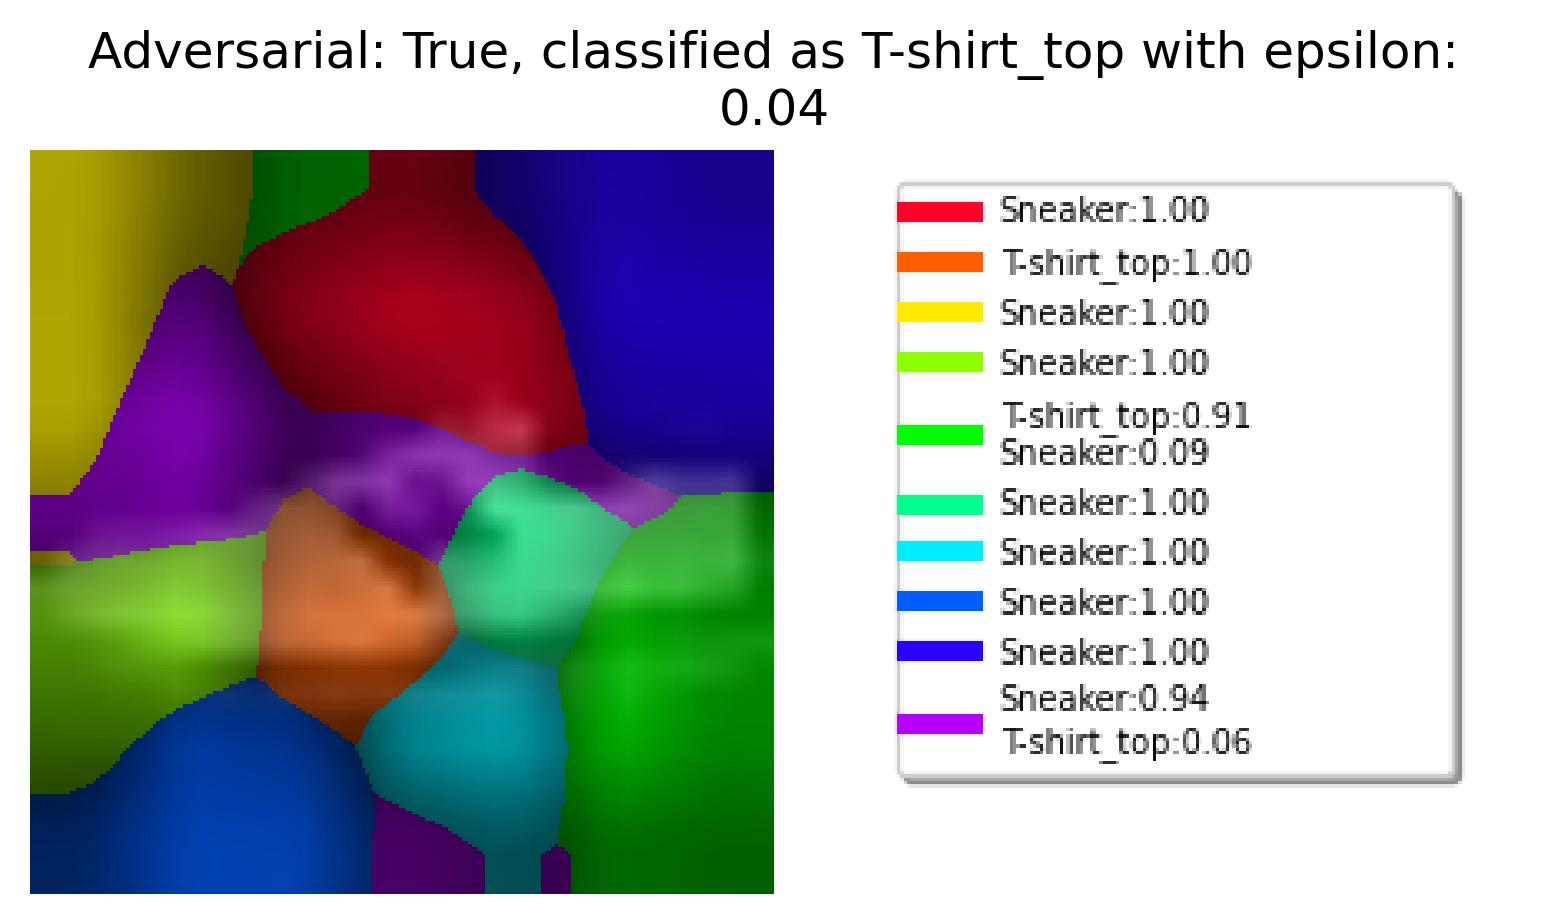 Adversarial: True, classified as T-shirt_top with epsilon:
0.04
Sneaker:1.00
T-shirt_top:1.00
Sneaker:1.00
Sneaker:1.00
T-shirt_top:0.91
Sneaker:0.09
Sneaker:1.00
Sneaker:1.00
Sneaker:1.00
Sneaker:1.00
Sneaker:0.94
T-shirt_top:0.06